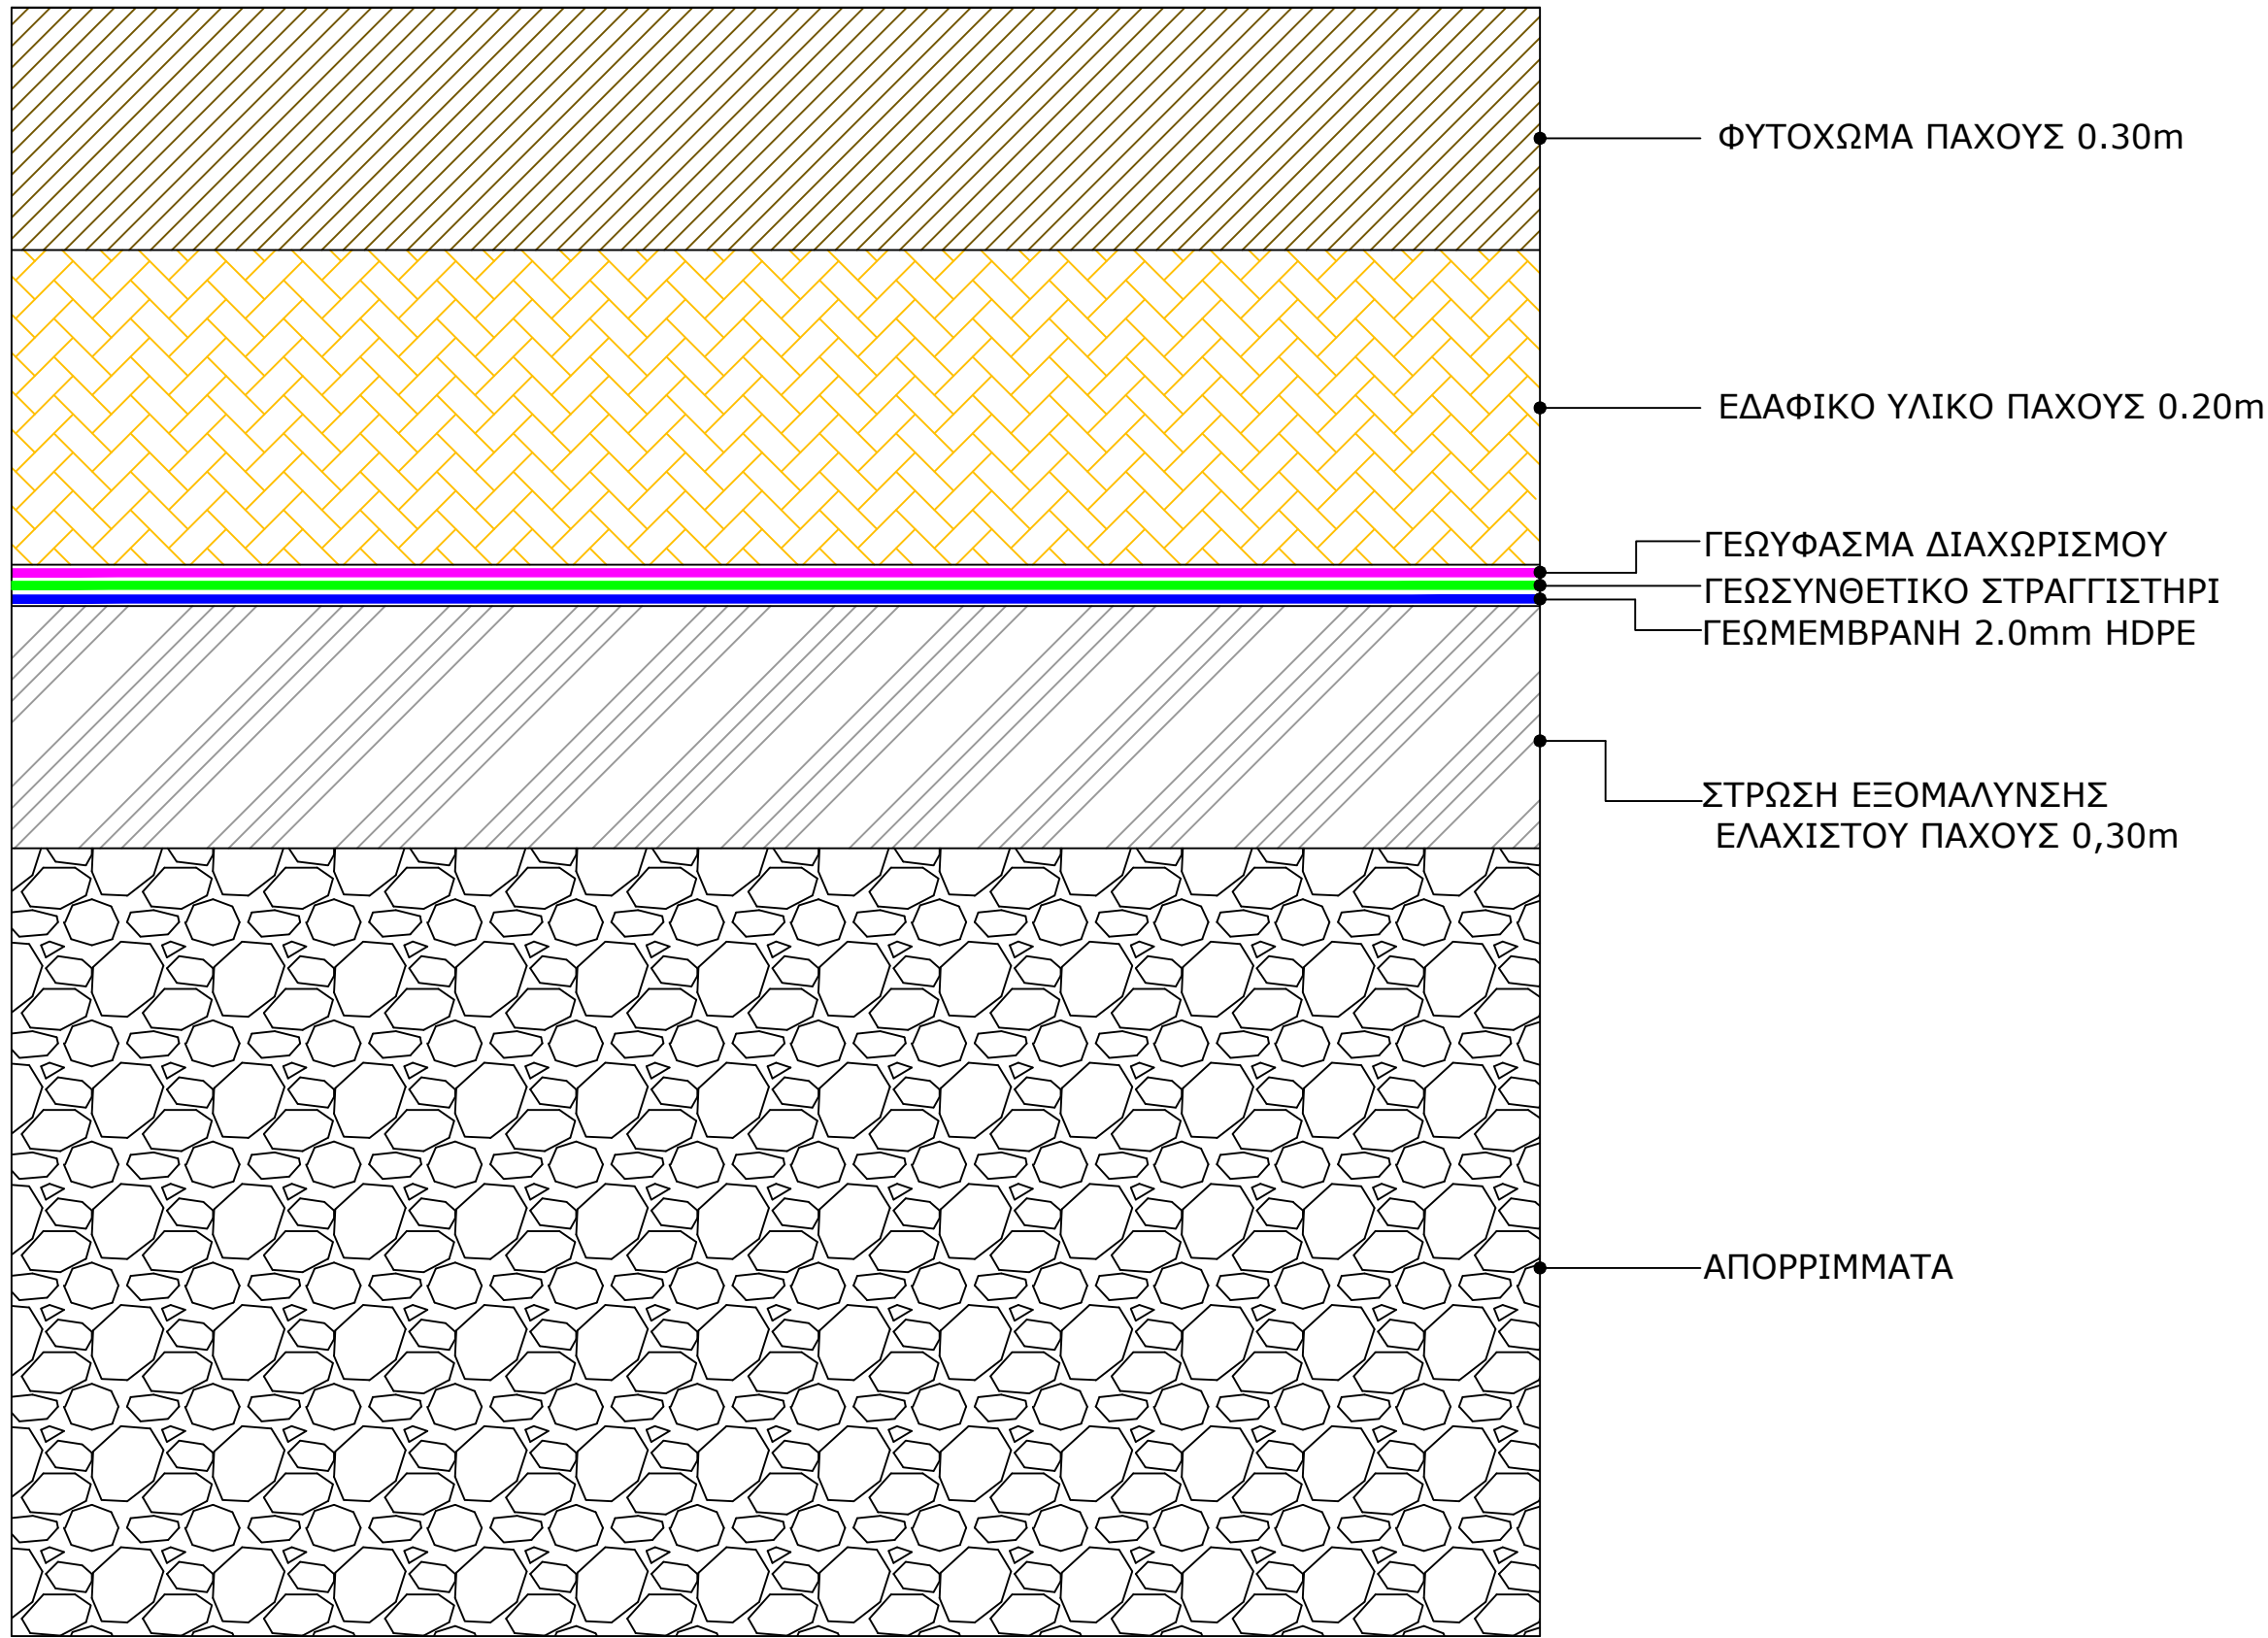 ΦΥΤΟΧΩΜΑ ΠΑΧΟΥΣ 0.30m
ΕΔΑΦΙΚΟ ΥΛΙΚΟ ΠΑΧΟΥΣ 0.20m
ΓΕΩΥΦΑΣΜΑ ΔΙΑΧΩΡΙΣΜΟΥ
ΓΕΩΣΥΝΘΕΤΙΚΟ ΣΤΡΑΓΓΙΣΤΗΡΙ
ΓΕΩΜΕΜΒΡΑΝΗ 2.0mm HDPE
ΣΤΡΩΣΗ ΕΞΟΜΑΛΥΝΣΗΣ
ΕΛΑΧΙΣΤΟΥ ΠΑΧΟΥΣ 0,30m
ΑΠΟΡΡΙΜΜΑΤΑ